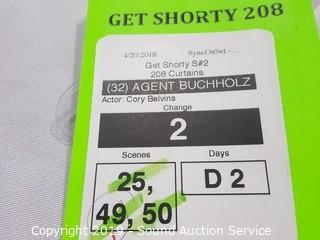 GET SHORTY 208
4/20/2018 SyncOnSet - ...
Get Shorty S#2
208 Curtains
(32) AGENT BUCHHOLZ
Actor: Cory Belvins
Change
2
Scenes Days
25, D 2
49, 50
Copyright 2019 - Sound Auction Service